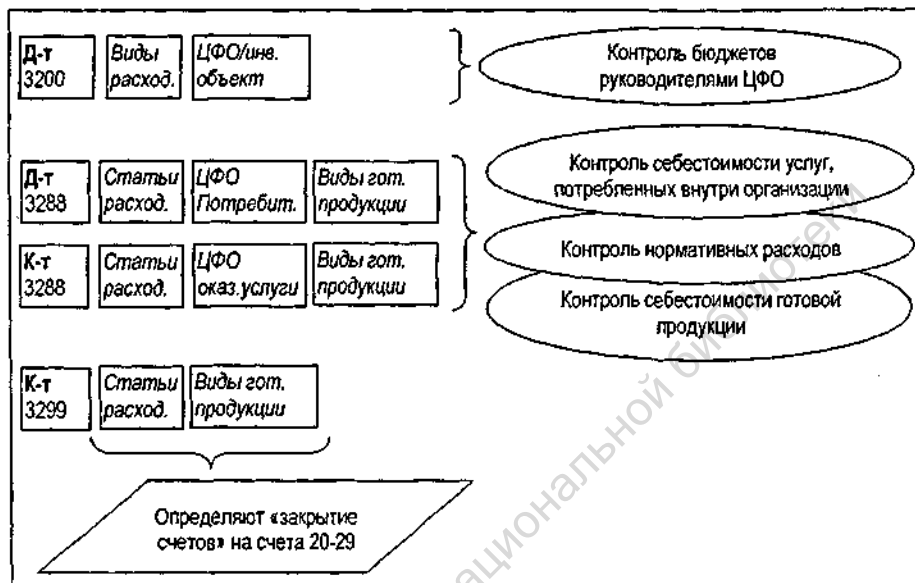 Д-т
3200
Виды
расход.
ЦФО/инв.
объект
Контроль бюджетов
руководителями ЦФО
Д-т
3288
Статьи
расход.
ЦФО
Потребит.
Виды гот.
продукции
Контроль себестоимости услуг,
потребленных внутри организации
К-т
3288
Статьи
расход.
ЦФО
оказ.услуги
Виды гот.
продукции
Контроль нормативных расходов
Контроль себестоимости готовой
продукции
К-т
3299
Статьи
расход.
Виды гот.
продукции
Определяют «закрытие
счетов» на счета 20-29
ациональной библиотеки